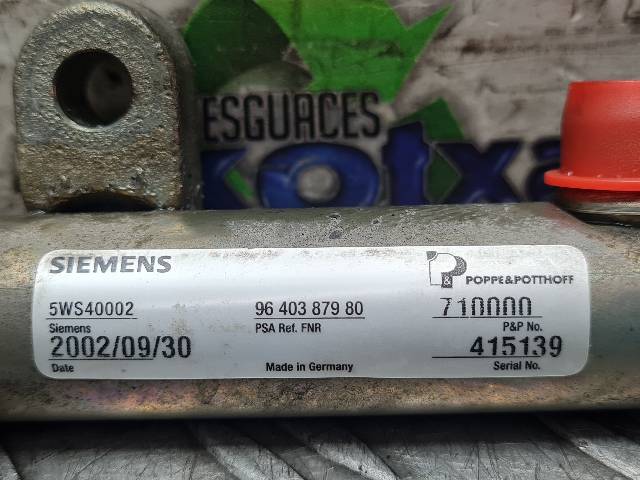 ESGUACES
SIEMENS
P&P POPPE&POTTHOFF
5WS40002 96 403 879 80 710000
Siemens PSA Ref. FNR P&P No.
2002/09/30 415139
Date Made in Germany Serial No.